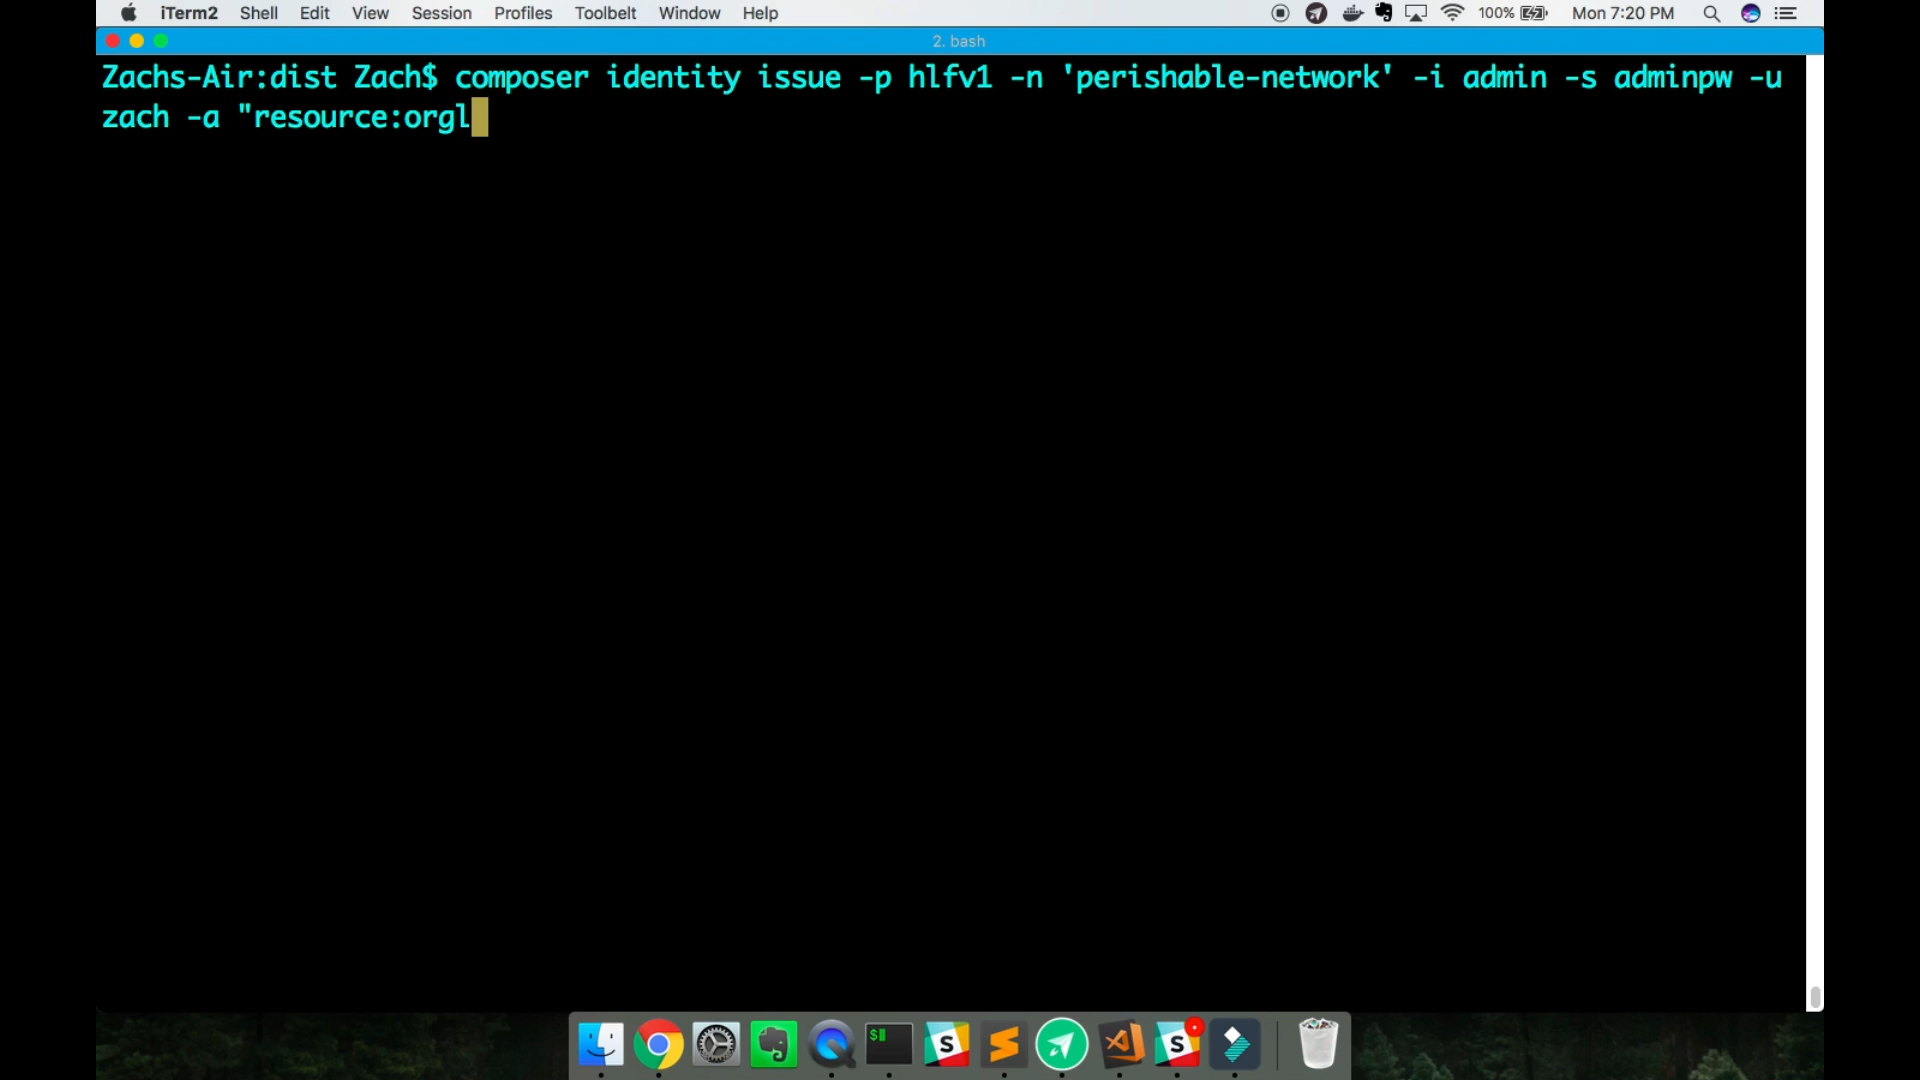 iTerm2 Shell Edit View Session Profiles Toolbelt Window Help 100% Mon 7:20 PM
2. bash
Zachs-Air:dist Zach$ composer identity issue -p hlfv1 -n 'perishable-network' -i admin -s adminpw -u
zach -a "resource:orgl
$
S
S